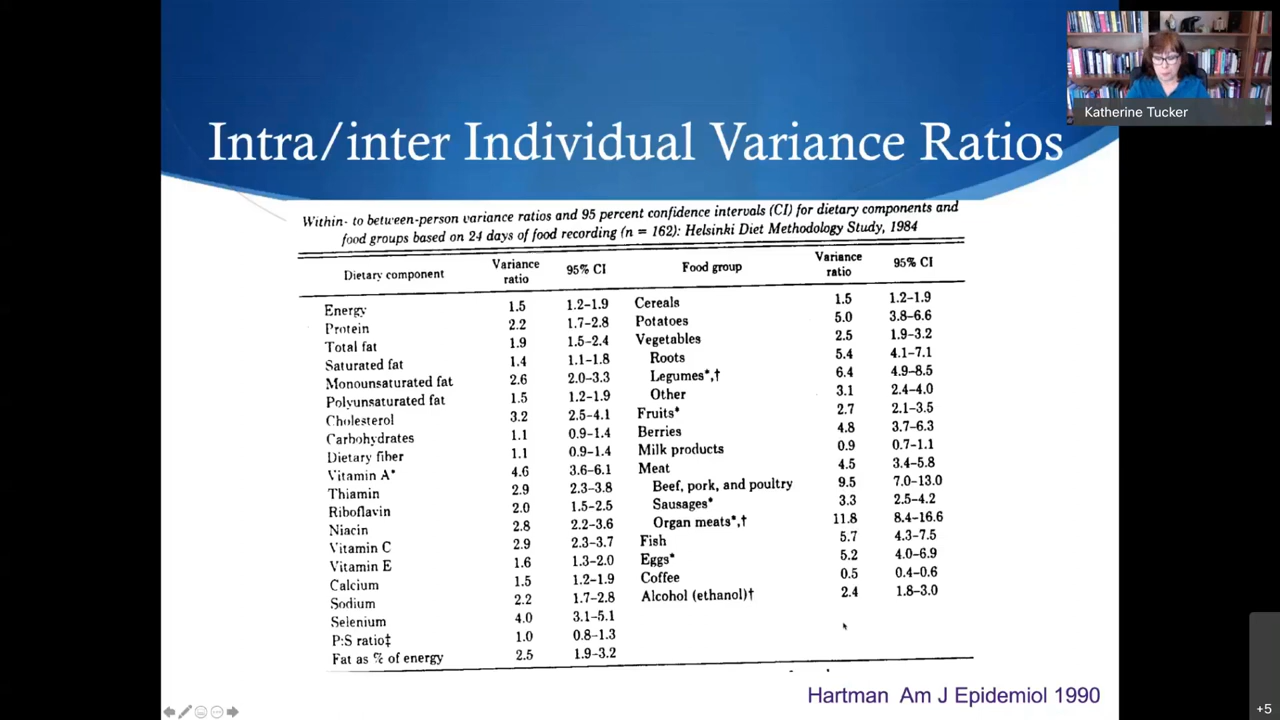 Katherine Tucker
Intra/inter Individual Variance Ratios
Within- to between-person variance ratios and 95 percent confidence intervals (CI) for dietary components and
food groups based on 24 days of food recording (n = 162): Helsinki Diet Methodology Study, 1984
Dietary component Variance ratio 95% CI Food group Variance ratio 95% CI
Energy 1.5 1.2–1.9 Cereals 1.5 1.2–1.9
Protein 2.2 1.7–2.8 Potatoes 5.0 3.8–6.6
Total fat 1.9 1.5–2.4 Vegetables 2.5 1.9–3.2
Saturated fat 1.4 1.1–1.8 Roots 5.4 4.1–7.1
Monounsaturated fat 2.6 2.0–3.3 Legumes*,† 6.4 4.9–8.5
Polyunsaturated fat 1.5 1.2–1.9 Other 3.1 2.4–4.0
Cholesterol 3.2 2.5–4.1 Fruits* 2.7 2.1–3.5
Carbohydrates 1.1 0.9–1.4 Berries 4.8 3.7–6.3
Dietary fiber 1.1 0.9–1.4 Milk products 0.9 0.7–1.1
Vitamin A* 4.6 3.6–6.1 Meat 4.5 3.4–5.8
Thiamin 2.9 2.3–3.8 Beef, pork, and poultry 9.5 7.0–13.0
Riboflavin 2.0 1.5–2.5 Sausages* 3.3 2.5–4.2
Niacin 2.8 2.2–3.6 Organ meats*,† 11.8 8.4–16.6
Vitamin C 2.9 2.3–3.7 Fish 5.7 4.3–7.5
Vitamin E 1.6 1.3–2.0 Eggs* 5.2 4.0–6.9
Calcium 1.5 1.2–1.9 Coffee 0.5 0.4–0.6
Sodium 2.2 1.7–2.8 Alcohol (ethanol)† 2.4 1.8–3.0
Selenium 4.0 3.1–5.1
P:S ratio‡ 1.0 0.8–1.3
Fat as % of energy 2.5 1.9–3.2
Hartman Am J Epidemiol 1990
+5